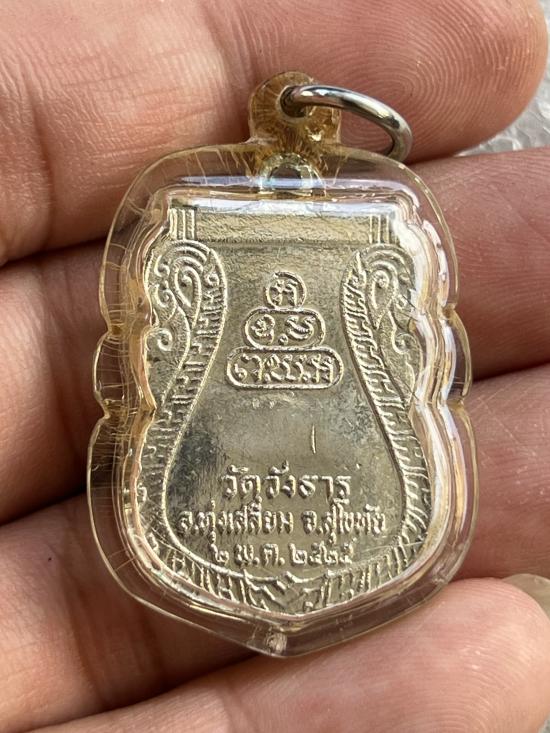 วัดวังธาร
อ.ทุ่งเสลี่ยม อ.สุโขทัย
๒ พ.ค. ๒๕๒๕